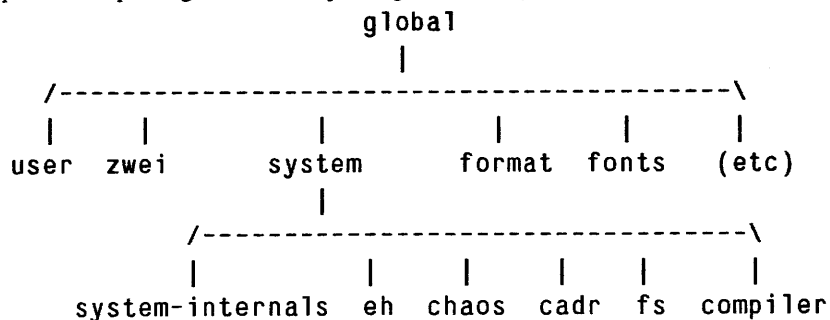 global
|
/-------------------------------------------\
| | | | | |
user zwei system format fonts (etc)
|
/-----------------------------------\
| | | | | |
system-internals eh chaos cadr fs compiler